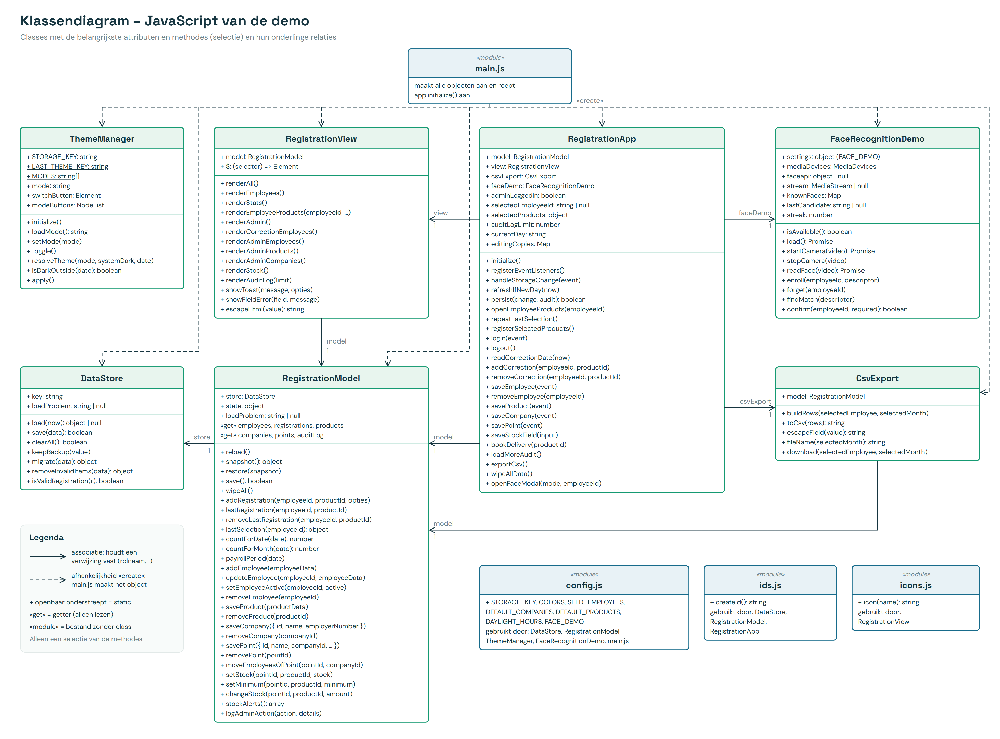 Klassendiagram – JavaScript van de demo
Classes met de belangrijkste attributen en methodes (selectie) en hun onderlinge relaties
«module»
main.js
maakt alle objecten aan en roept
app.initialize() aan
«create»
ThemeManager
+ STORAGE_KEY: string
+ LAST_THEME_KEY: string
+ MODES: string[]
+ mode: string
+ switchButton: Element
+ modeButtons: NodeList
+ initialize()
+ loadMode(): string
+ setMode(mode)
+ toggle()
+ resolveTheme(mode, systemDark, date)
+ isDarkOutside(date): boolean
+ apply()
RegistrationView
+ model: RegistrationModel
+ $: (selector) => Element
+ renderAll()
+ renderEmployees()
+ renderStats()
+ renderEmployeeProducts(employeeId, …)
+ renderAdmin()
+ renderCorrectionEmployees()
+ renderAdminEmployees()
+ renderAdminProducts()
+ renderAdminCompanies()
+ renderStock()
+ renderAuditLog(limit)
+ showToast(message, opties)
+ showFieldError(field, message)
+ escapeHtml(value): string
view
1
RegistrationApp
+ model: RegistrationModel
+ view: RegistrationView
+ csvExport: CsvExport
+ faceDemo: FaceRecognitionDemo
+ adminLoggedIn: boolean
+ selectedEmployeeId: string | null
+ selectedProducts: object
+ auditLogLimit: number
+ currentDay: string
+ editingCopies: Map
+ initialize()
+ registerEventListeners()
+ handleStorageChange(event)
+ refreshIfNewDay(now)
+ persist(change, audit): boolean
+ openEmployeeProducts(employeeId)
+ repeatLastSelection()
+ registerSelectedProducts()
+ login(event)
+ logout()
+ readCorrectionDate(now)
+ addCorrection(employeeId, productId)
+ removeCorrection(employeeId, productId)
+ saveEmployee(event)
+ removeEmployee(employeeId)
+ saveProduct(event)
+ saveCompany(event)
+ savePoint(event)
+ saveStockField(input)
+ bookDelivery(productId)
+ loadMoreAudit()
+ exportCsv()
+ wipeAllData()
+ openFaceModal(mode, employeeId)
faceDemo
1
FaceRecognitionDemo
+ settings: object (FACE_DEMO)
+ mediaDevices: MediaDevices
+ faceapi: object | null
+ stream: MediaStream | null
+ knownFaces: Map
+ lastCandidate: string | null
+ streak: number
+ isAvailable(): boolean
+ load(): Promise
+ startCamera(video): Promise
+ stopCamera(video)
+ readFace(video): Promise
+ enroll(employeeId, descriptor)
+ forget(employeeId)
+ findMatch(descriptor)
+ confirm(employeeId, required): boolean
model
1
DataStore
+ key: string
+ loadProblem: string | null
+ load(now): object | null
+ save(data): boolean
+ clearAll(): boolean
+ keepBackup(value)
+ migrate(data): object
+ removeInvalidItems(data): object
+ isValidRegistration(r): boolean
store
1
RegistrationModel
+ store: DataStore
+ state: object
+ loadProblem: string | null
«get» employees, registrations, products
«get» companies, points, auditLog
+ reload()
+ snapshot(): object
+ restore(snapshot)
+ save(): boolean
+ wipeAll()
+ addRegistration(employeeId, productId, opties)
+ lastRegistration(employeeId, productId)
+ removeLastRegistration(employeeId, productId)
+ lastSelection(employeeId): object
+ countForDate(date): number
+ countForMonth(date): number
+ payrollPeriod(date)
+ addEmployee(employeeData)
+ updateEmployee(employeeId, employeeData)
+ setEmployeeActive(employeeId, active)
+ removeEmployee(employeeId)
+ saveProduct(productData)
+ removeProduct(productId)
+ saveCompany({ id, name, employerNumber })
+ removeCompany(companyId)
+ savePoint({ id, name, companyId, … })
+ removePoint(pointId)
+ moveEmployeesOfPoint(pointId, companyId)
+ setStock(pointId, productId, stock)
+ setMinimum(pointId, productId, minimum)
+ changeStock(pointId, productId, amount)
+ stockAlerts(): array
+ logAdminAction(action, details)
model
1
csvExport
1
CsvExport
+ model: RegistrationModel
+ buildRows(selectedEmployee, selectedMonth)
+ toCsv(rows): string
+ escapeField(value): string
+ fileName(selectedMonth): string
+ download(selectedEmployee, selectedMonth)
model
1
Legenda
associatie: houdt een
verwijzing vast (rolnaam, 1)
afhankelijkheid «create»:
main.js maakt het object
+ openbaar onderstreept = static
«get» = getter (alleen lezen)
«module» = bestand zonder class
Alleen een selectie van de methodes
«module»
config.js
+ STORAGE_KEY, COLORS, SEED_EMPLOYEES,
DEFAULT_COMPANIES, DEFAULT_PRODUCTS,
DAYLIGHT_HOURS, FACE_DEMO
gebruikt door: DataStore, RegistrationModel,
ThemeManager, FaceRecognitionDemo, main.js
«module»
ids.js
+ createId(): string
gebruikt door: DataStore,
RegistrationModel,
RegistrationApp
«module»
icons.js
+ icon(name): string
gebruikt door:
RegistrationView